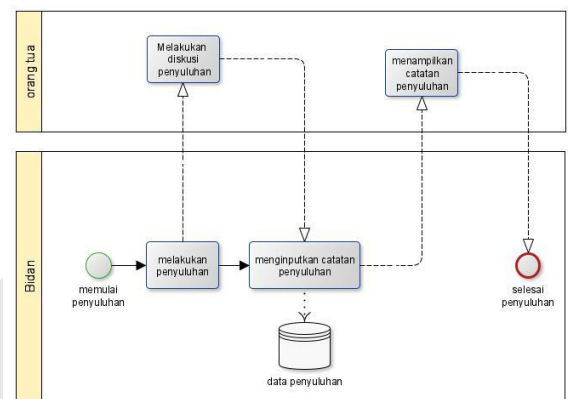 orang tua
Melakukan
diskusi
penyuluhan
menampilkan
catatan
penyuluhan
Bidan
memulai
penyuluhan
melakukan
penyuluhan
menginputkan catatan
penyuluhan
selesai
penyuluhan
data penyuluhan